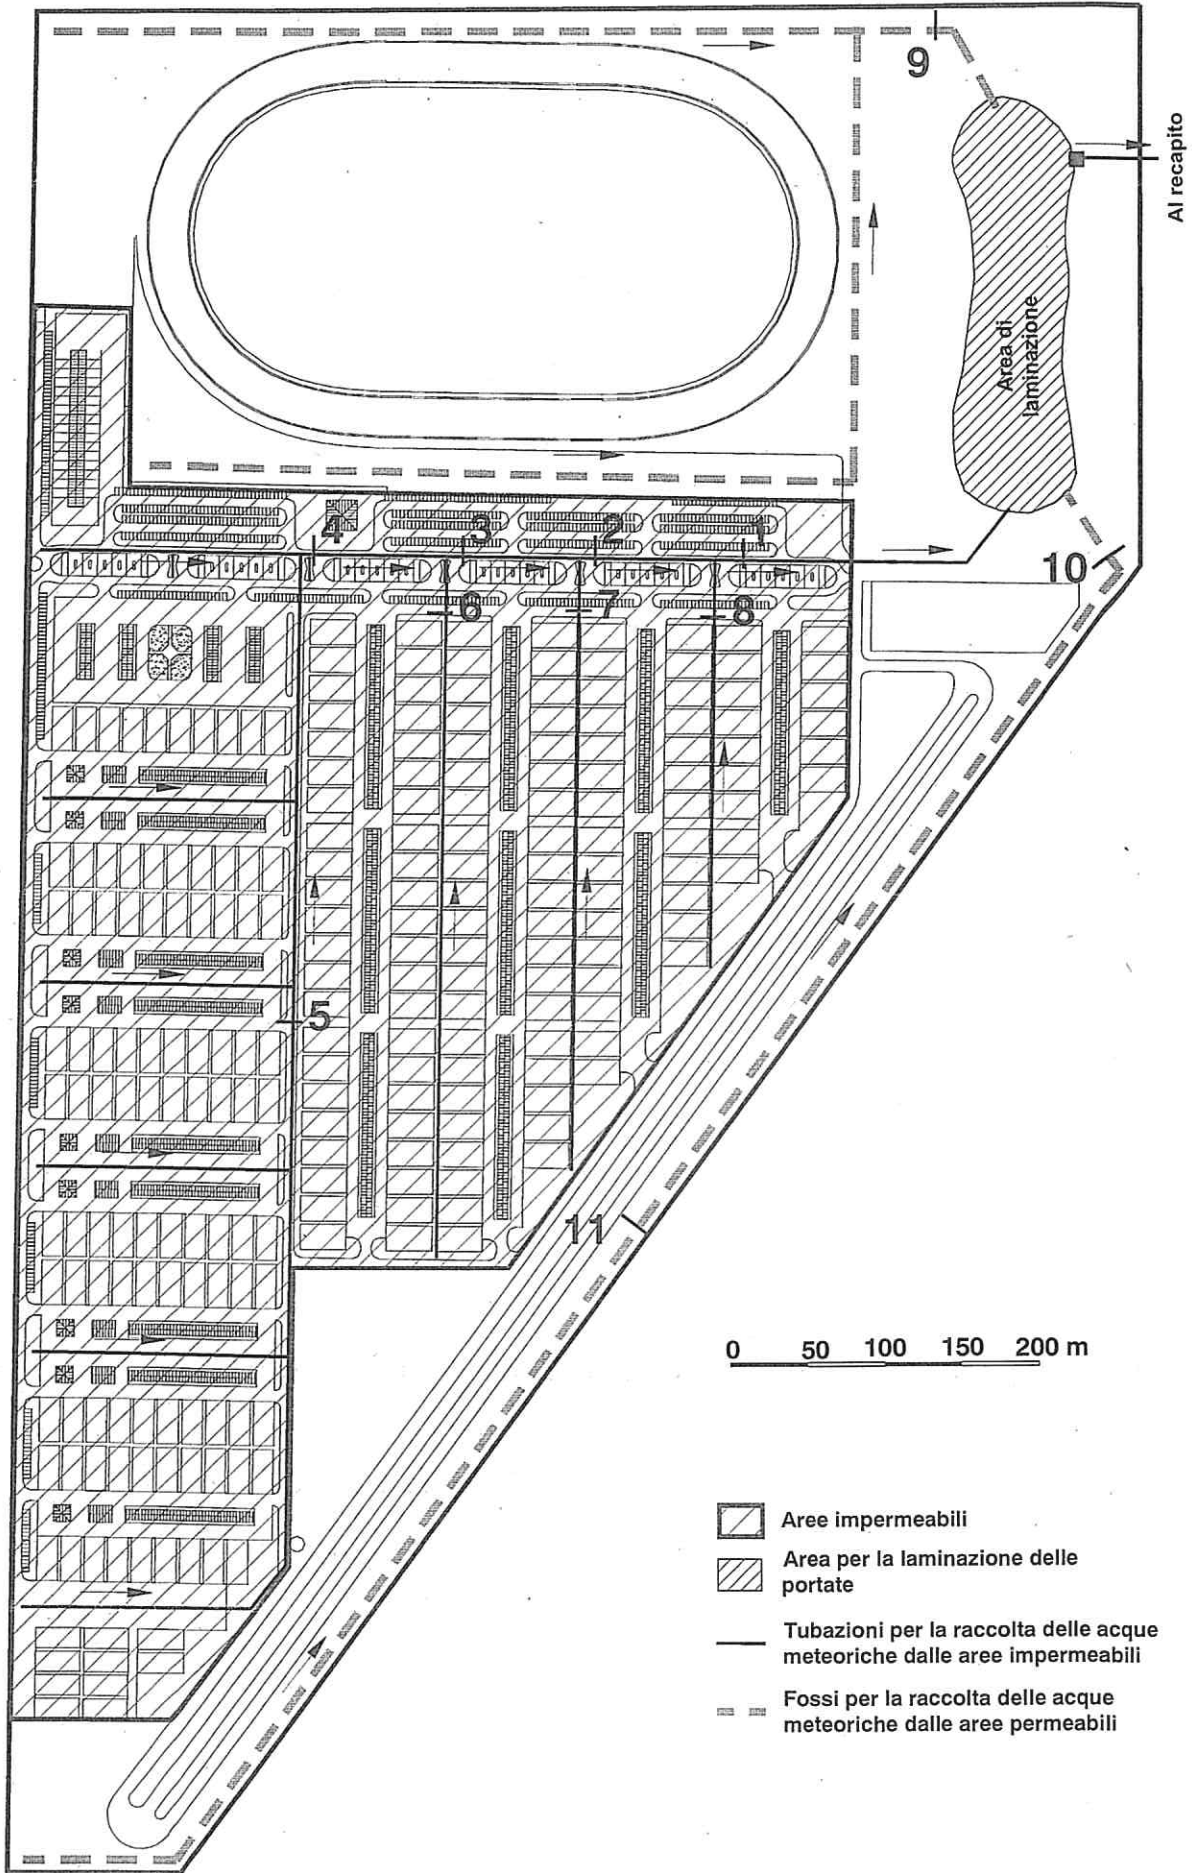 9
Al recapito
Area di
laminazione
4
3
2
1
10
6
7
8
5
11
0 50 100 150 200 m
Aree impermeabili
Area per la laminazione delle
portate
Tubazioni per la raccolta delle acque
meteoriche dalle aree impermeabili
Fossi per la raccolta delle acque
meteoriche dalle aree permeabili